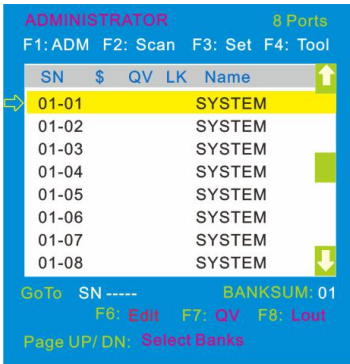 ADMINISTRATOR 8 Ports
F1: ADM F2: Scan F3: Set F4: Tool
SN $ QV LK Name
01-01 SYSTEM
01-02 SYSTEM
01-03 SYSTEM
01-04 SYSTEM
01-05 SYSTEM
01-06 SYSTEM
01-07 SYSTEM
01-08 SYSTEM
GoTo SN ----- BANKSUM: 01
F6: Edit F7: QV F8: Lout
Page UP/ DN: Select Banks